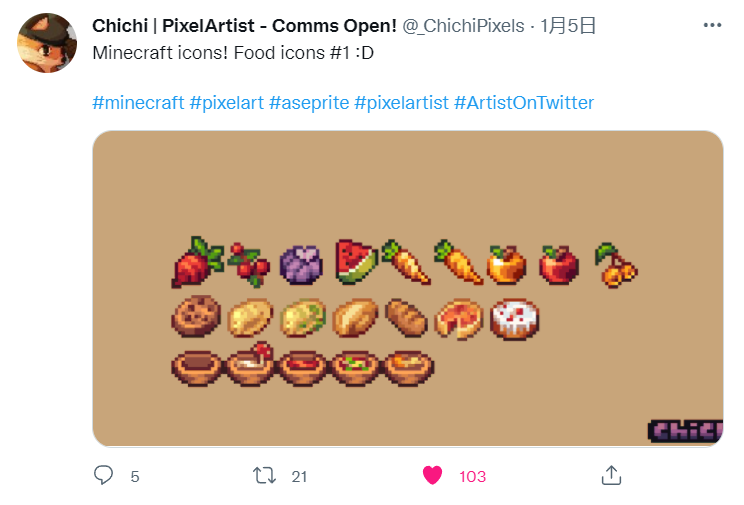 Chichi | PixelArtist - Comms Open! @_ChichiPixels · 1月5日
Minecraft icons! Food icons #1 :D
#minecraft #pixelart #aseprite #pixelartist #ArtistOnTwitter
chic
5 21 103